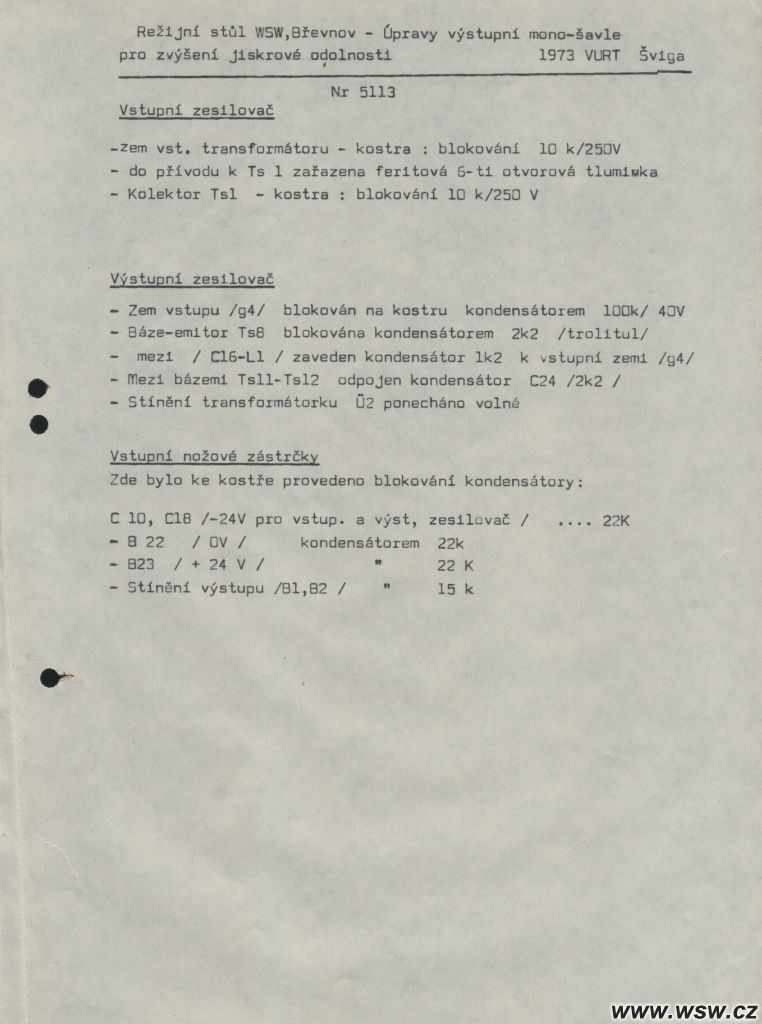 Režijní stůl WSW,Břevnov - Úpravy výstupní mono-šavle
pro zvýšení jiskrové odolnosti 1973 VURT Šviga
Nr 5113
Vstupní zesilovač
-zem vst. transformátoru - kostra : blokování 10 k/250V
- do přívodu k Ts 1 zařazena feritová 6-ti otvorová tlumiwka
- Kolektor Ts1 - kostra : blokování 10 k/250 V
Výstupní zesilovač
- Zem vstupu /g4/ blokován na kostru kondensátorem 100k/ 40V
- Báze-emitor Ts8 blokována kondensátorem 2k2 /trolitul/
- mezi / C16-L1 / zaveden kondensátor 1k2 k vstupní zemi /g4/
- Mezi bázemi Ts11-Ts12 odpojen kondensátor C24 /2k2 /
- Stínění transformátorku Ü2 ponecháno volné
Vstupní nožové zástrčky
Zde bylo ke kostře provedeno blokování kondensátory:
C 10, C18 /-24V pro vstup. a výst, zesilovač / .... 22K
- B 22 / 0V / kondensátorem 22k
- B23 / + 24 V / " 22 K
- Stínění výstupu /B1,B2 / " 15 k
www.wsw.cz